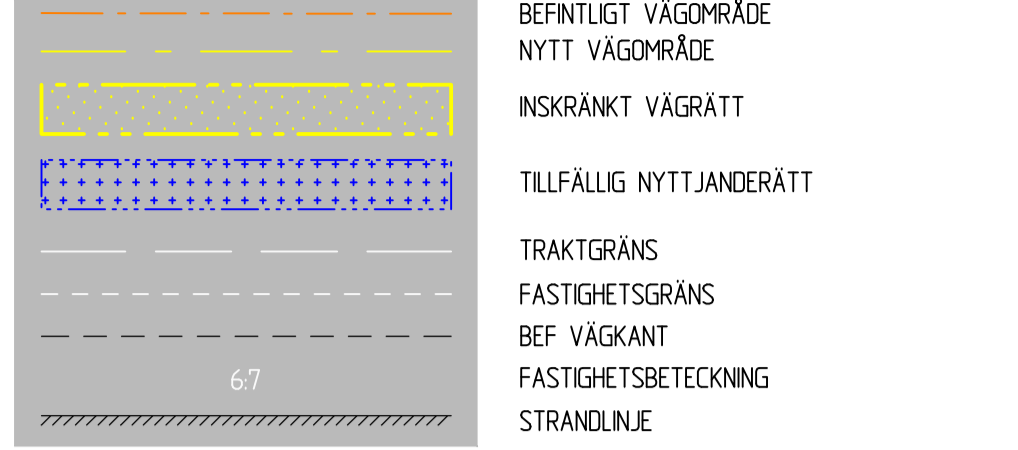 BEFINTLIGT VÄGOMRÅDE
NYTT VÄGOMRÅDE
INSKRÄNKT VÄGRÄTT
TILLFÄLLIG NYTTJANDERÄTT
TRAKTGRÄNS
FASTIGHETSGRÄNS
BEF VÄGKANT
6:7 FASTIGHETSBETECKNING
STRANDLINJE